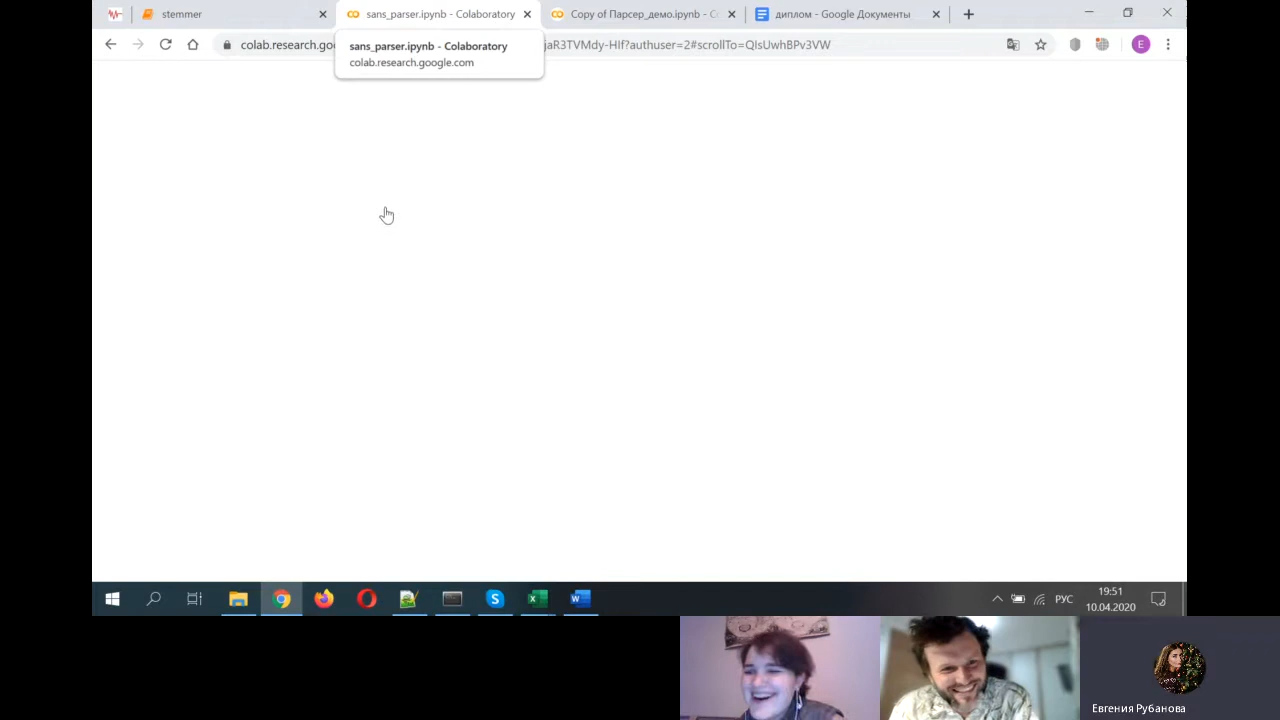 stemmer
sans_parser.ipynb - Colaboratory
Copy of Парсер_демо.ipynb - Co
диплом - Google Документы
colab.research.goo
jaR3TVMdy-HIf?authuser=2#scrollTo=QlsUwhBPv3VW
E
sans_parser.ipynb - Colaboratory
colab.research.google.com
РУС
19:51
10.04.2020
Евгения Рубанова